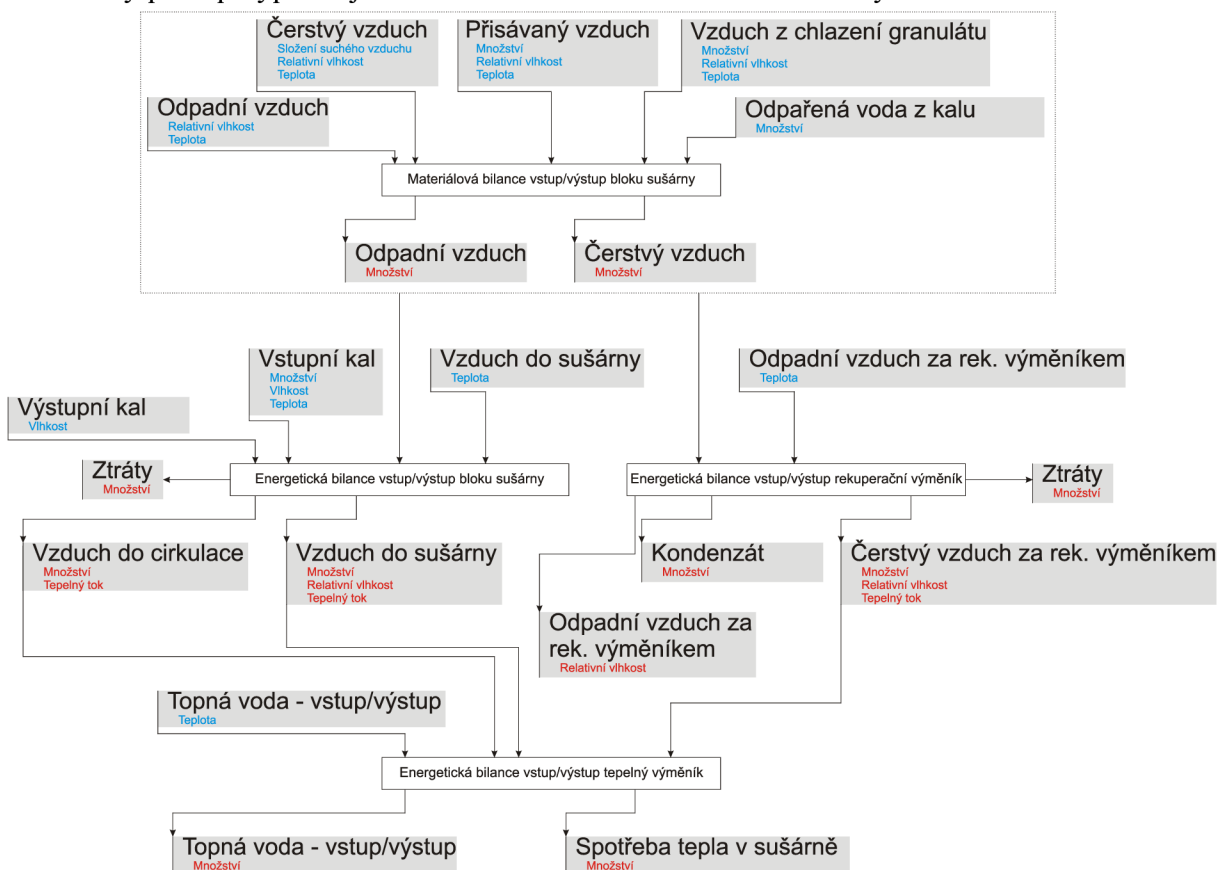 Čerstvý vzduch
Složení suchého vzduchu
Relativní vlhkost
Teplota
Přisávaný vzduch
Množství
Relativní vlhkost
Teplota
Vzduch z chlazení granulátu
Množství
Relativní vlhkost
Teplota
Odpadní vzduch
Relativní vlhkost
Teplota
Odpařená voda z kalu
Množství
Materiálová bilance vstup/výstup bloku sušárny
Odpadní vzduch
Množství
Čerstvý vzduch
Množství
Vstupní kal
Množství
Vlhkost
Teplota
Vzduch do sušárny
Teplota
Odpadní vzduch za rek. výměníkem
Teplota
Výstupní kal
Vlhkost
Ztráty
Množství
Energetická bilance vstup/výstup bloku sušárny
Energetická bilance vstup/výstup rekuperační výměník
Ztráty
Množství
Vzduch do cirkulace
Množství
Tepelný tok
Vzduch do sušárny
Množství
Relativní vlhkost
Tepelný tok
Kondenzát
Množství
Čerstvý vzduch za rek. výměníkem
Množství
Relativní vlhkost
Tepelný tok
Odpadní vzduch za
rek. výměníkem
Relativní vlhkost
Topná voda - vstup/výstup
Teplota
Energetická bilance vstup/výstup tepelný výměník
Topná voda - vstup/výstup
Množství
Spotřeba tepla v sušárně
Množství